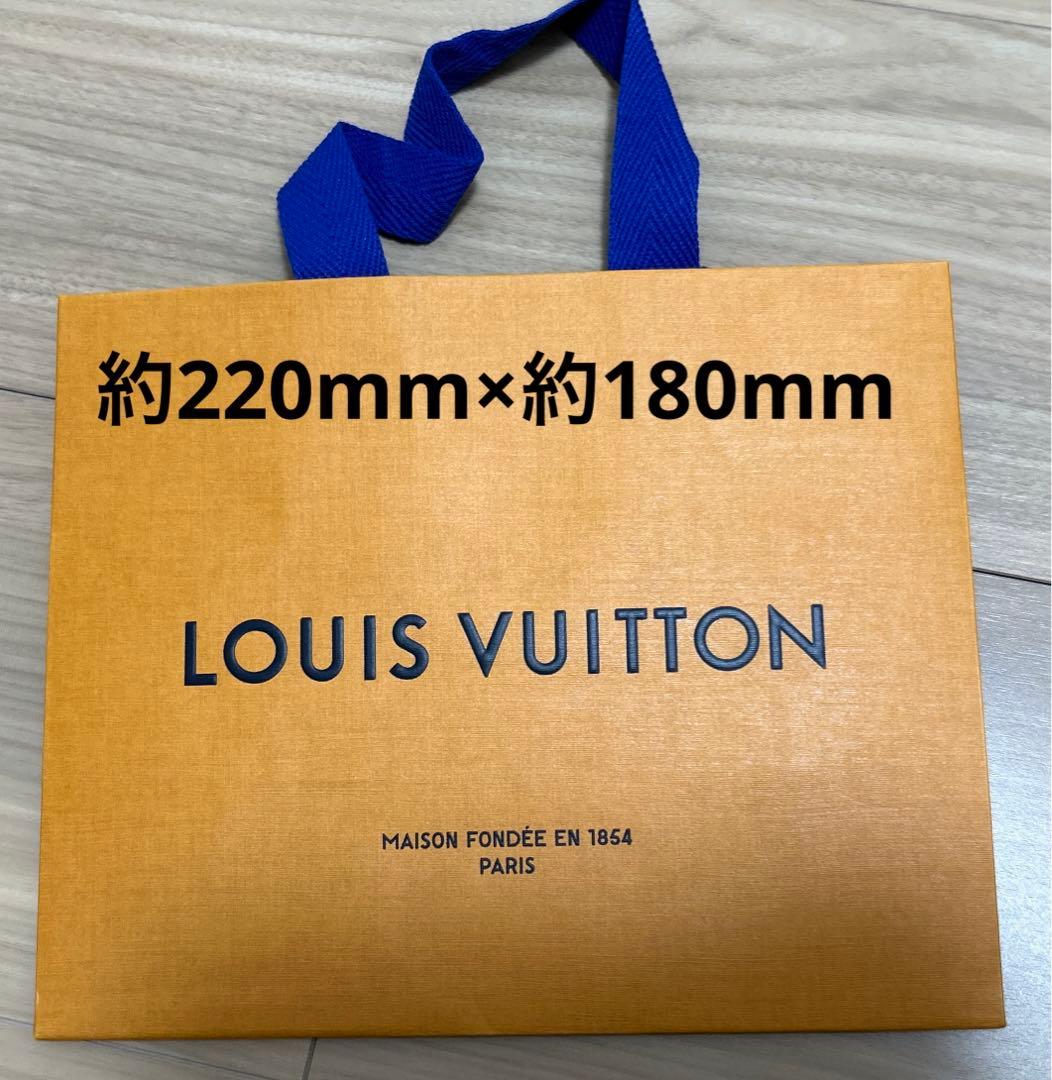 約220mm×約180mm
LOUIS VUITTON
MAISON FONDÉE EN 1854
PARIS